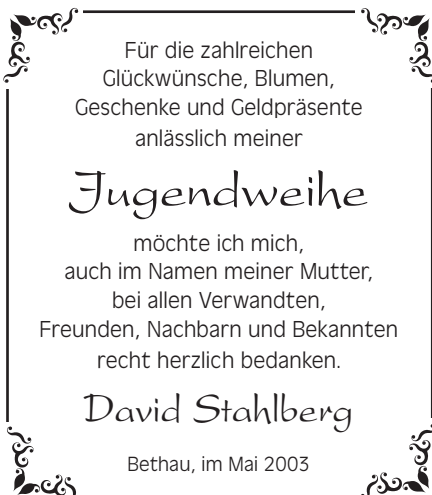 Für die zahlreichen
Glückwünsche, Blumen,
Geschenke und Geldpräsente
anlässlich meiner
Jugendweihe
möchte ich mich,
auch im Namen meiner Mutter,
bei allen Verwandten,
Freunden, Nachbarn und Bekannten
recht herzlich bedanken.
David Stahlberg
Bethau, im Mai 2003